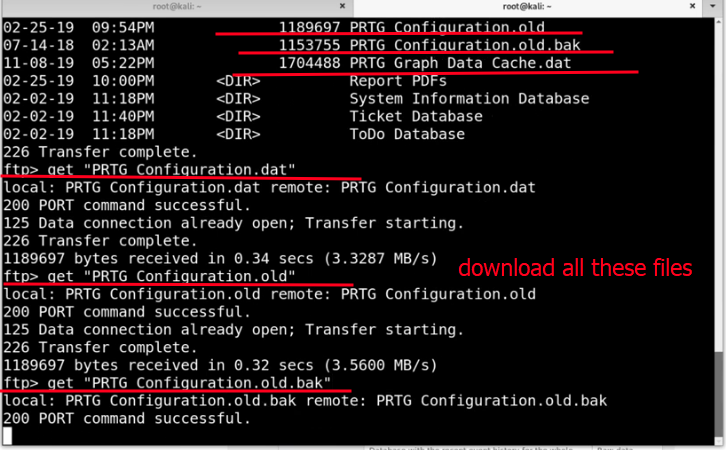 root@kali: ~
root@kali: ~
02-25-19 09:54PM 1189697 PRTG Configuration.old
07-14-18 02:13AM 1153755 PRTG Configuration.old.bak
11-08-19 05:22PM 1704488 PRTG Graph Data Cache.dat
02-25-19 10:00PM <DIR> Report PDFs
02-02-19 11:18PM <DIR> System Information Database
02-02-19 11:40PM <DIR> Ticket Database
02-02-19 11:18PM <DIR> ToDo Database
226 Transfer complete.
ftp> get "PRTG Configuration.dat"
local: PRTG Configuration.dat remote: PRTG Configuration.dat
200 PORT command successful.
125 Data connection already open; Transfer starting.
226 Transfer complete.
1189697 bytes received in 0.34 secs (3.3287 MB/s)
ftp> get "PRTG Configuration.old"
download all these files
local: PRTG Configuration.old remote: PRTG Configuration.old
200 PORT command successful.
125 Data connection already open; Transfer starting.
226 Transfer complete.
1189697 bytes received in 0.32 secs (3.5600 MB/s)
ftp> get "PRTG Configuration.old.bak"
local: PRTG Configuration.old.bak remote: PRTG Configuration.old.bak
200 PORT command successful.